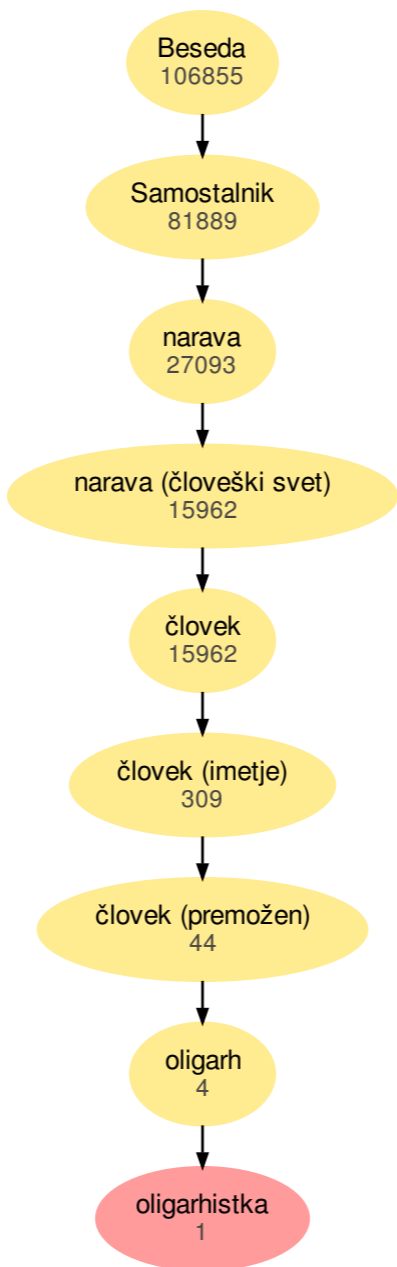 Beseda
106855
Samostalnik
81889
narava
27093
narava (človeški svet)
15962
človek
15962
človek (imetje)
309
človek (premožen)
44
oligarh
4
oligarhistka
1